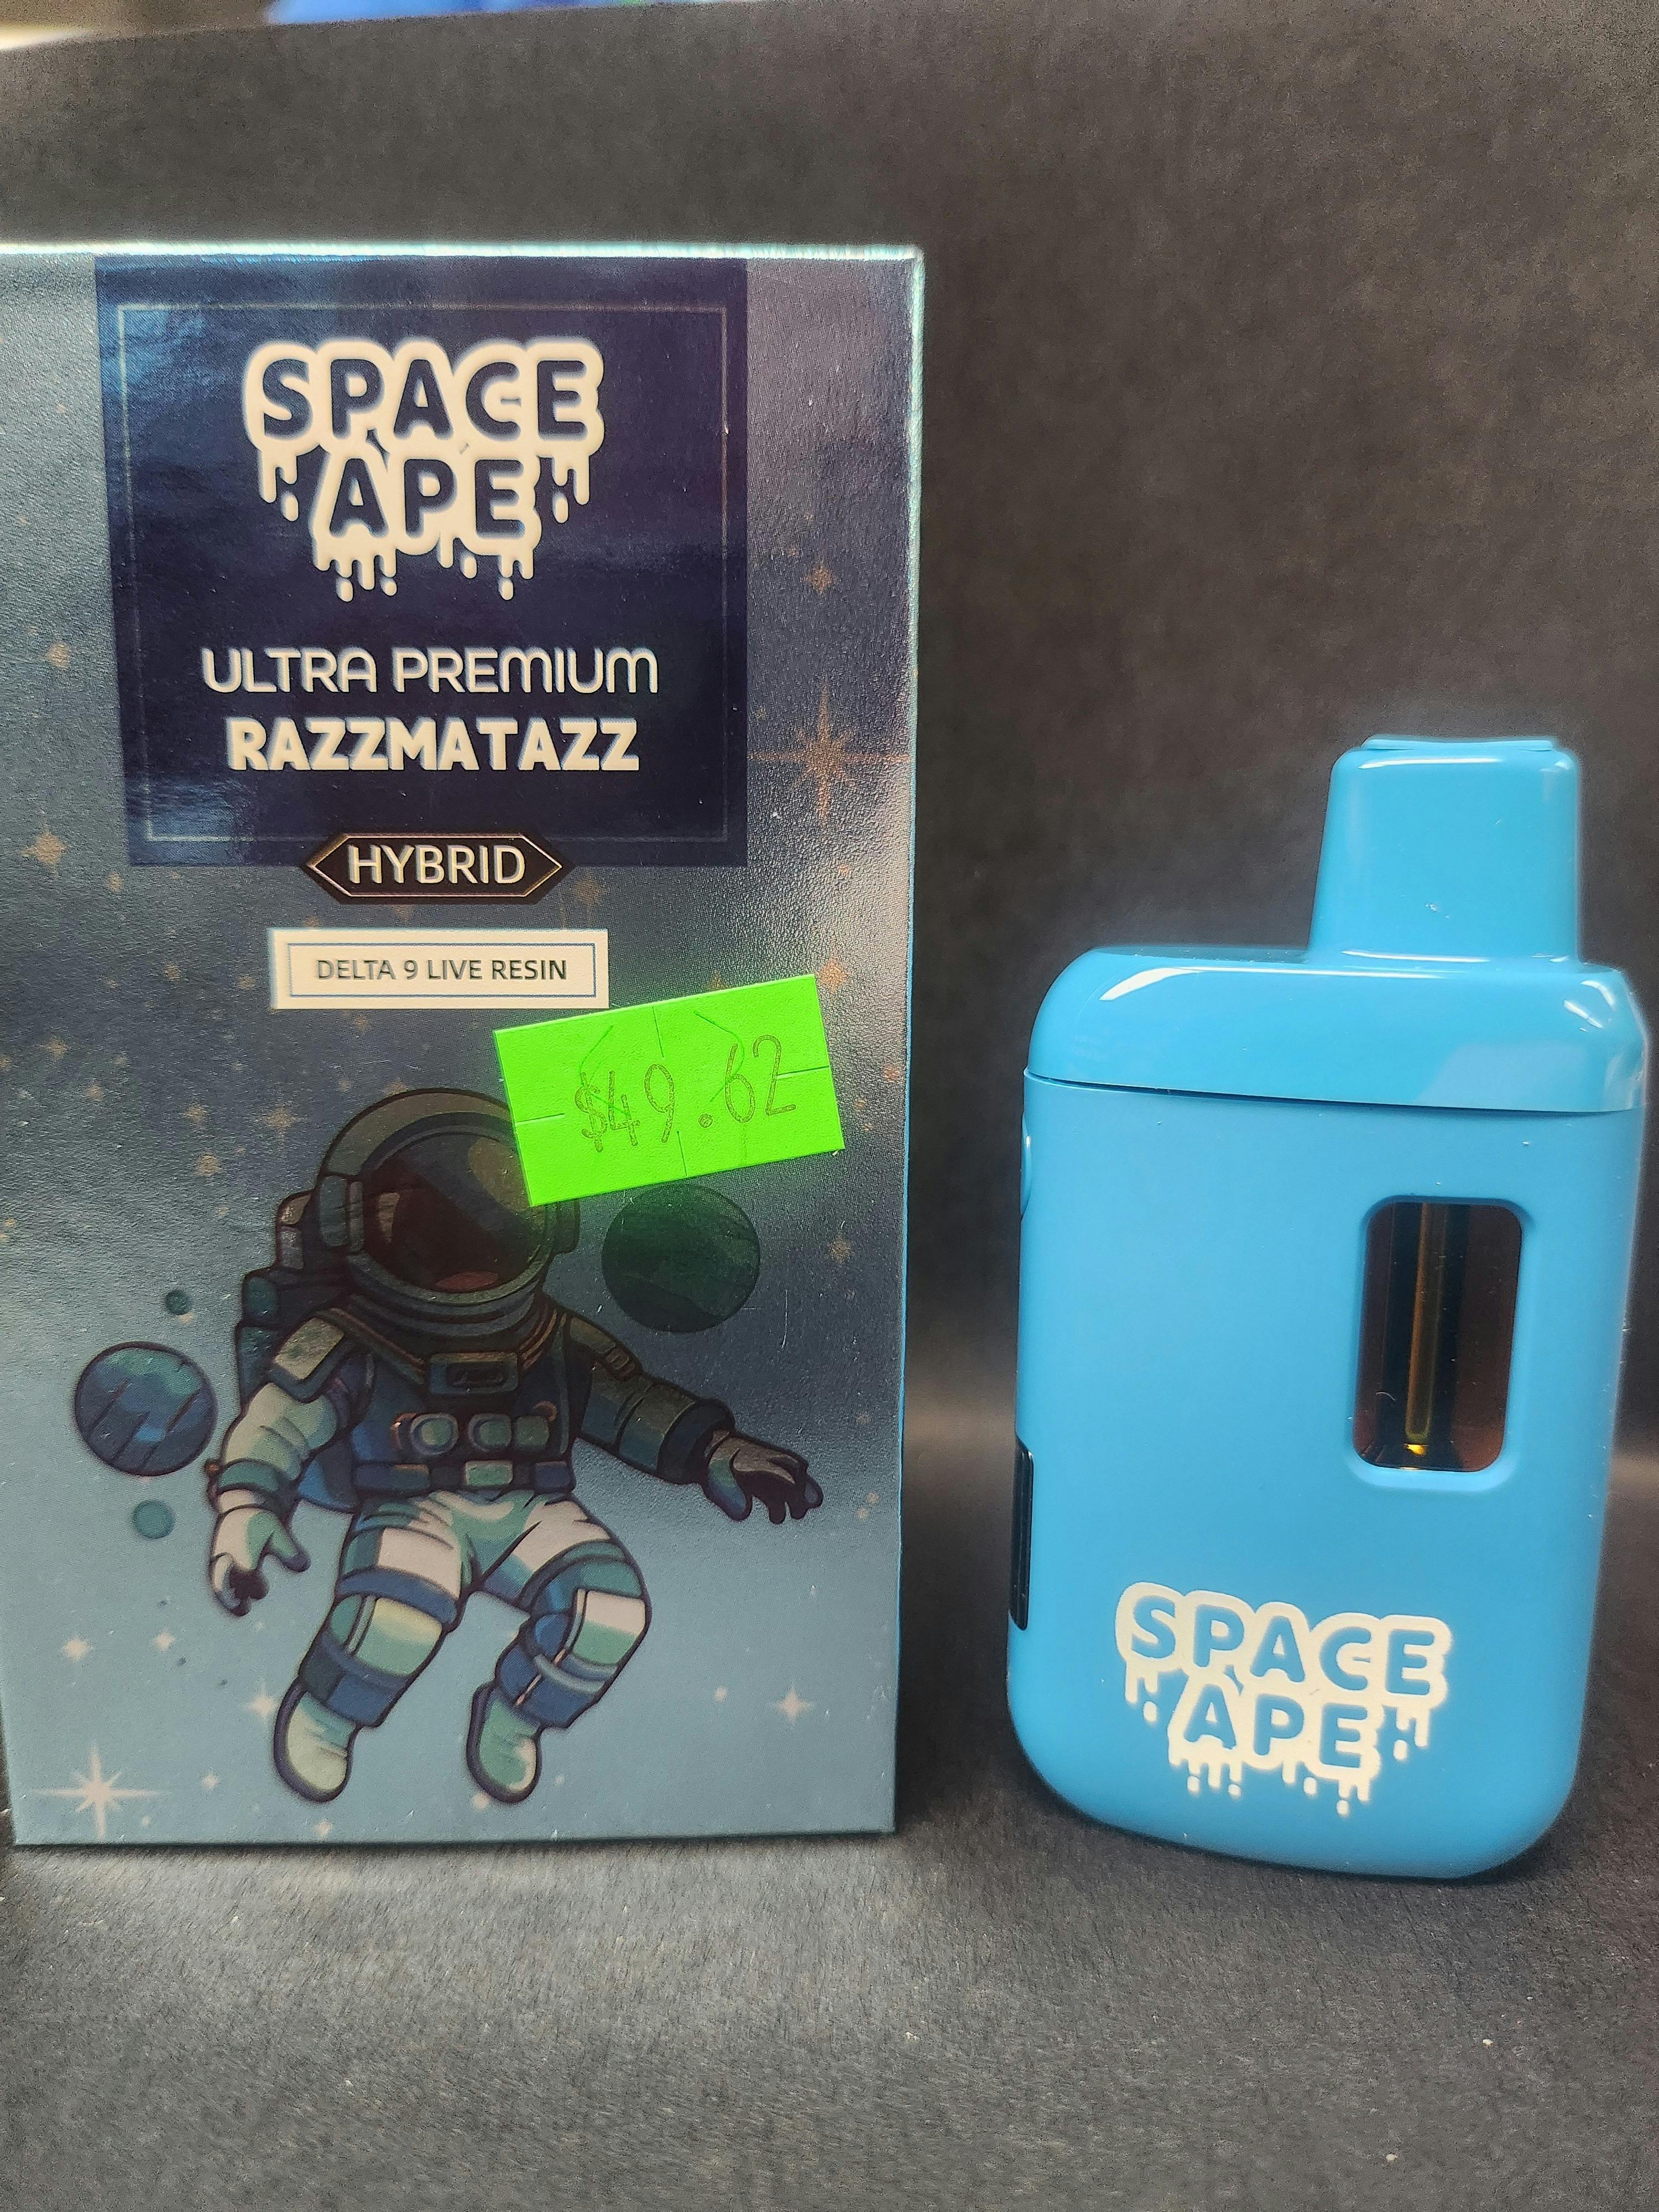 SPACE
APE
ULTRA PREMIUM
RAZZMATAZZ
HYBRID
DELTA 9 LIVE RESIN
$49.62
SPACE
APE